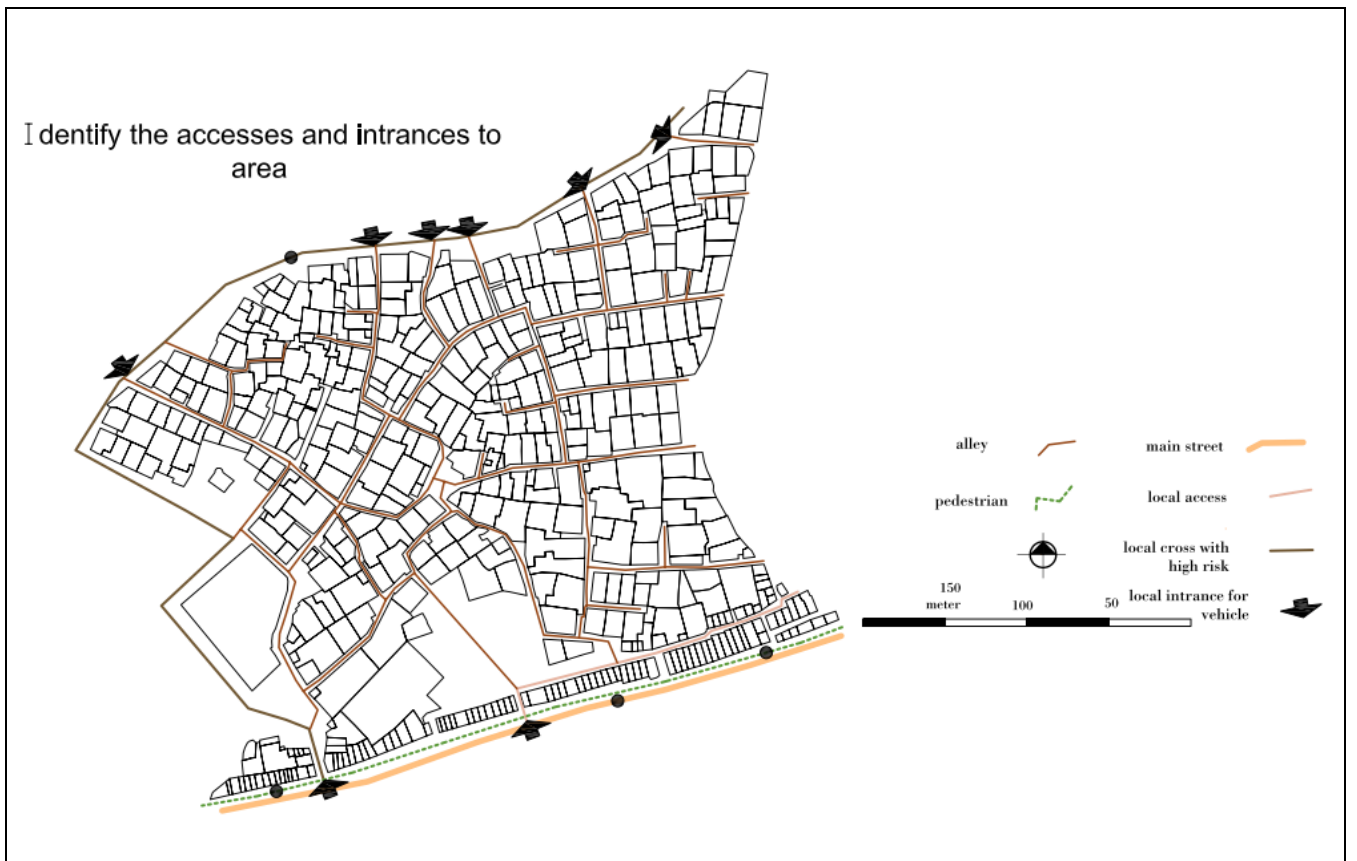 I dentify the accesses and intrances to
area
alley
main street
pedestrian
local access
local cross with
high risk
150
meter
100
50
local intrance for
vehicle